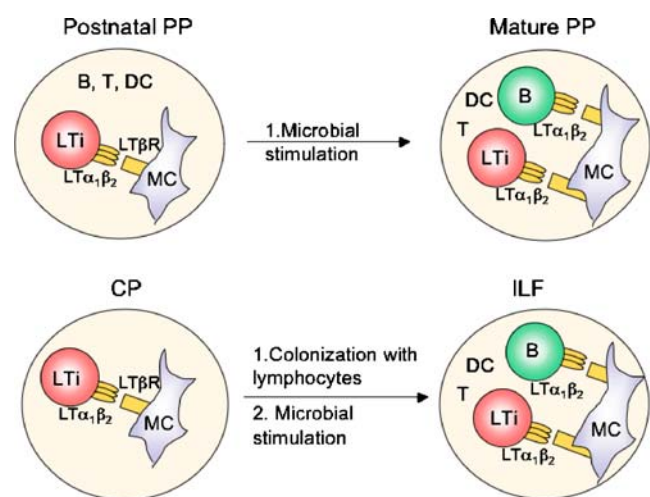 Postnatal PP
B, T, DC
LTi
LTβR
LTα₁β₂
MC
1.Microbial
stimulation
Mature PP
DC
B
LTα₁β₂
T
LTi
LTα₁β₂
MC
CP
LTi
LTβR
LTα₁β₂
MC
1.Colonization with
lymphocytes
2. Microbial
stimulation
ILF
DC
B
LTα₁β₂
T
LTi
LTα₁β₂
MC